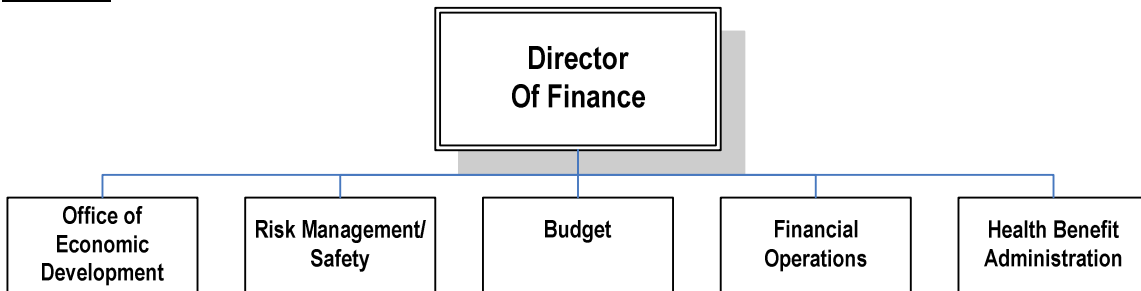 Director
Of Finance
Office of
Economic
Development
Risk Management/
Safety
Budget
Financial
Operations
Health Benefit
Administration